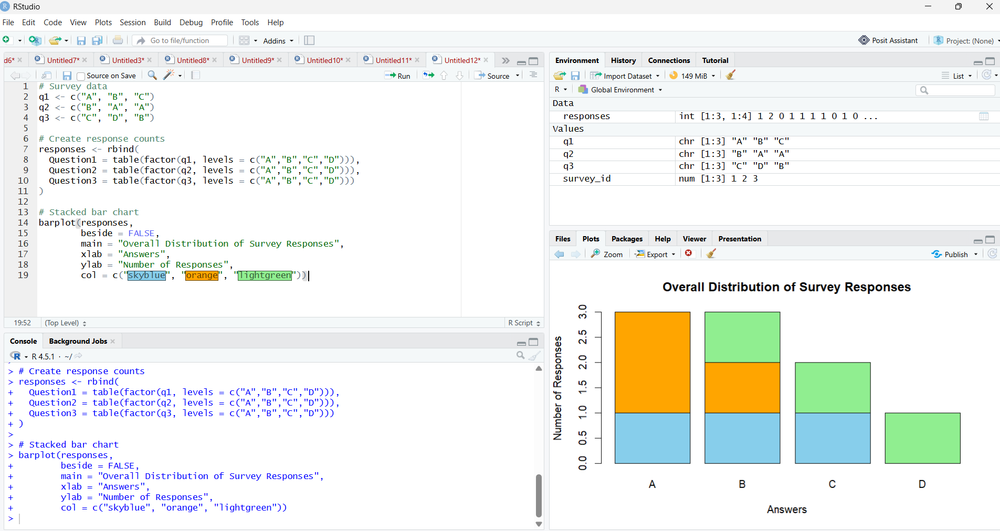 RStudio
File Edit Code View Plots Session Build Debug Profile Tools Help
Go to file/function Addins Posit Assistant Project: (None)
d6* Untitled7* Untitled3* Untitled8* Untitled9* Untitled10* Untitled11* Untitled12*
Source on Save Run Source
1 # Survey data
2 q1 <- c("A", "B", "C")
3 q2 <- c("B", "A", "A")
4 q3 <- c("C", "D", "B")
5
6 # Create response counts
7 responses <- rbind(
8   Question1 = table(factor(q1, levels = c("A","B","C","D"))),
9   Question2 = table(factor(q2, levels = c("A","B","C","D"))),
10   Question3 = table(factor(q3, levels = c("A","B","C","D")))
11 )
12
13 # Stacked bar chart
14 barplot(responses,
15         beside = FALSE,
16         main = "Overall Distribution of Survey Responses",
17         xlab = "Answers",
18         ylab = "Number of Responses",
19         col = c("skyblue", "orange", "lightgreen"))
19:52 (Top Level) R Script
Console Background Jobs
R 4.5.1 · ~/
> # Create response counts
> responses <- rbind(
+   Question1 = table(factor(q1, levels = c("A","B","C","D"))),
+   Question2 = table(factor(q2, levels = c("A","B","C","D"))),
+   Question3 = table(factor(q3, levels = c("A","B","C","D")))
+ )
>
> # Stacked bar chart
> barplot(responses,
+         beside = FALSE,
+         main = "Overall Distribution of Survey Responses",
+         xlab = "Answers",
+         ylab = "Number of Responses",
+         col = c("skyblue", "orange", "lightgreen"))
>
Environment History Connections Tutorial
Import Dataset 149 MiB List
R Global Environment
Data
responses int [1:3, 1:4] 1 2 0 1 1 1 1 0 1 0 ...
Values
q1 chr [1:3] "A" "B" "C"
q2 chr [1:3] "B" "A" "A"
q3 chr [1:3] "C" "D" "B"
survey_id num [1:3] 1 2 3
Files Plots Packages Help Viewer Presentation
Zoom Export Publish
Overall Distribution of Survey Responses
Number of Responses
3.0
2.5
2.0
1.5
1.0
0.5
0.0
A B C D
Answers